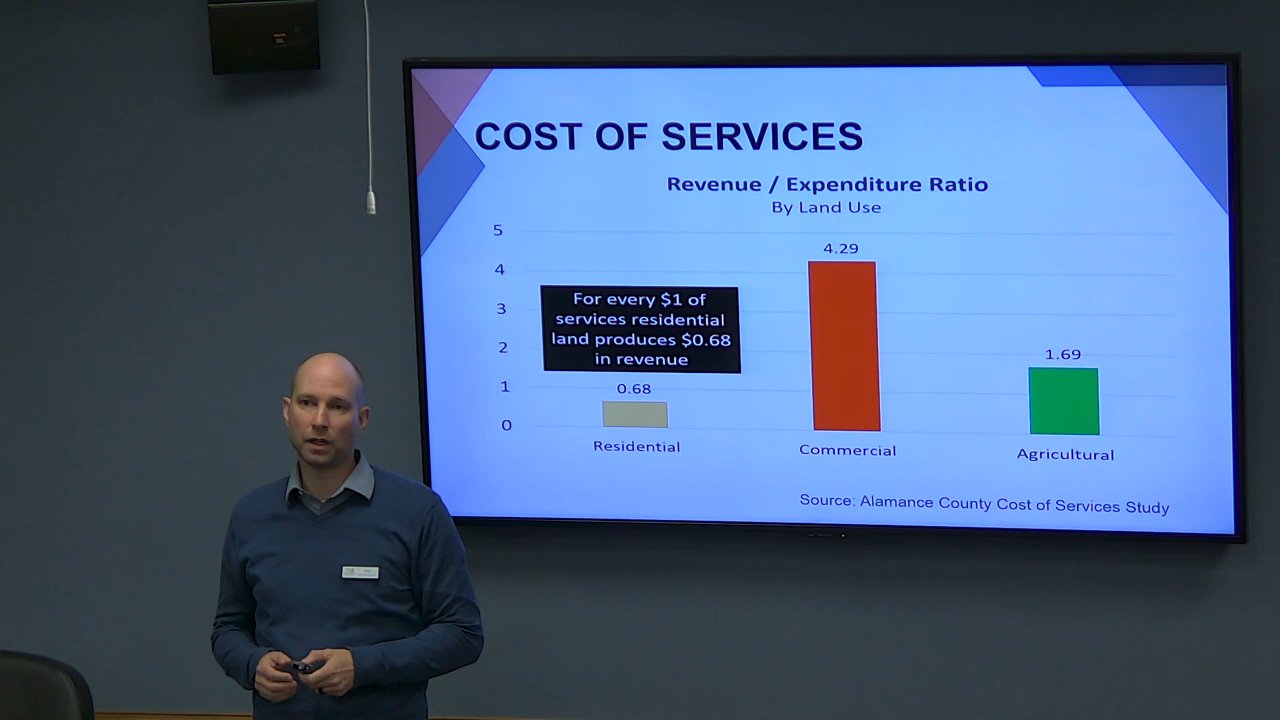 COST OF SERVICES
Revenue / Expenditure Ratio
By Land Use
5
4
3
2
1
0
For every $1 of
services residential
land produces $0.68
in revenue
0.68
4.29
1.69
Residential
Commercial
Agricultural
Source: Alamance County Cost of Services Study